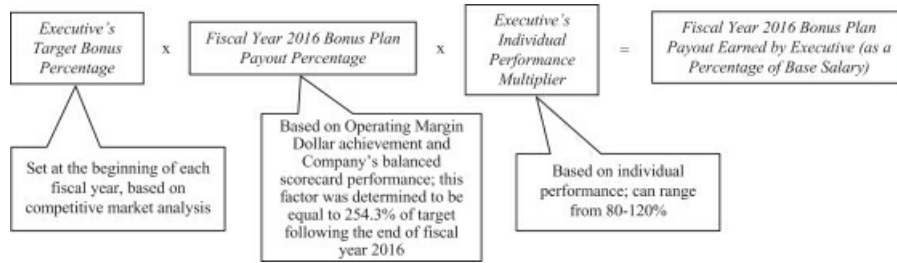 Executive's
Target Bonus
Percentage
x
Fiscal Year 2016 Bonus Plan
Payout Percentage
x
Executive's
Individual
Performance
Multiplier
=
Fiscal Year 2016 Bonus Plan
Payout Earned by Executive (as a
Percentage of Base Salary)
Set at the beginning of each
fiscal year, based on
competitive market analysis
Based on Operating Margin
Dollar achievement and
Company's balanced
scorecard performance; this
factor was determined to be
equal to 254.3% of target
following the end of fiscal
year 2016
Based on individual
performance; can range
from 80-120%